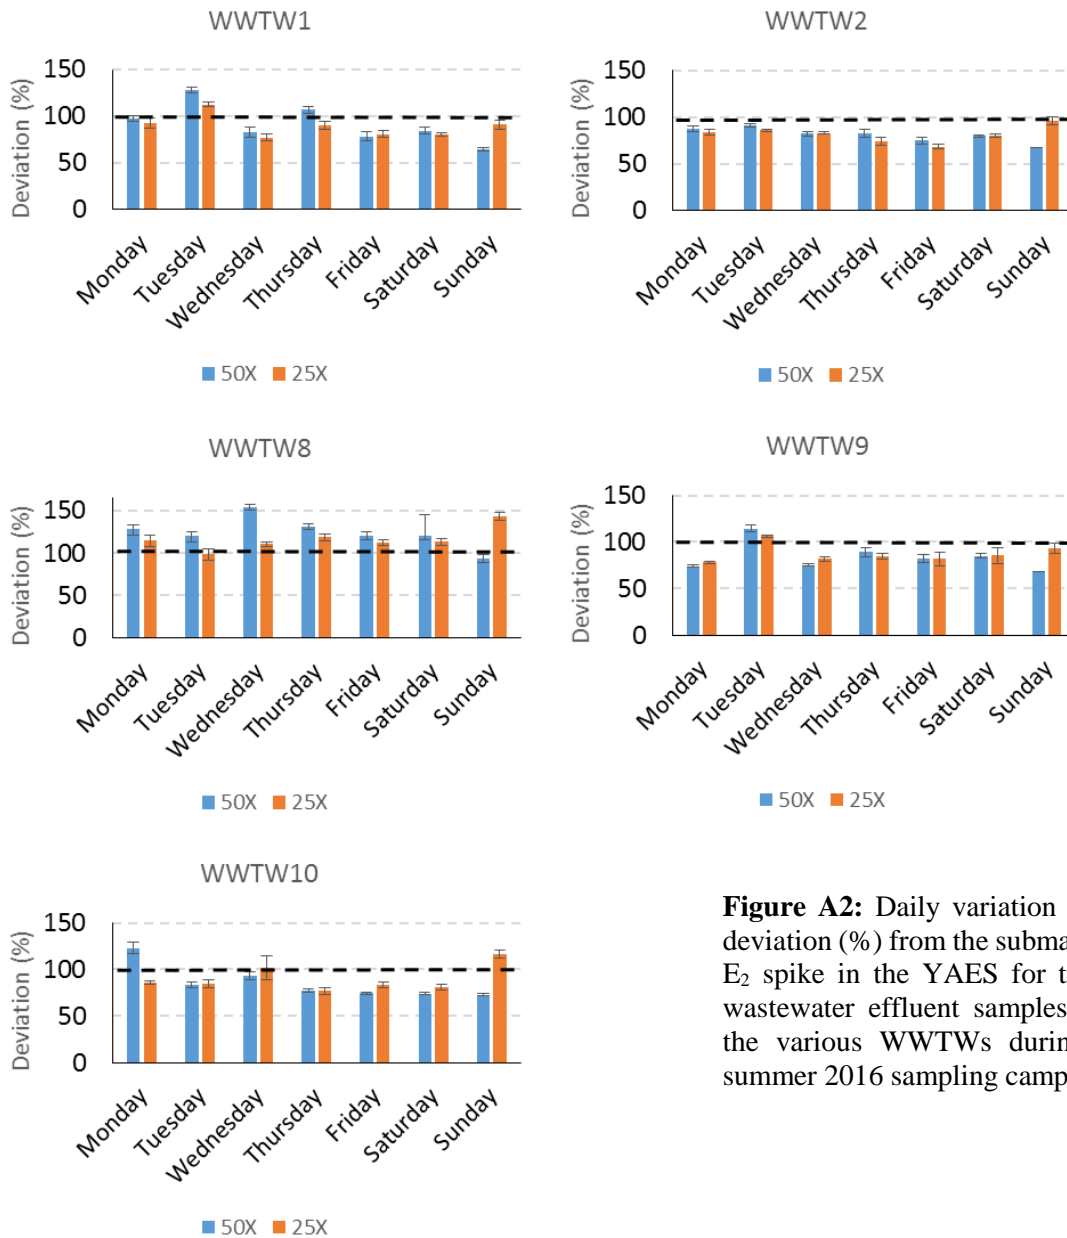 WWTW1
Deviation (%)
150
100
50
0
Monday
Tuesday
Wednesday
Thursday
Friday
Saturday
Sunday
50X 25X
WWTW2
Deviation (%)
150
100
50
0
Monday
Tuesday
Wednesday
Thursday
Friday
Saturday
Sunday
50X 25X
WWTW8
Deviation (%)
150
100
50
0
Monday
Tuesday
Wednesday
Thursday
Friday
Saturday
Sunday
50X 25X
WWTW9
Deviation (%)
150
100
50
0
Monday
Tuesday
Wednesday
Thursday
Friday
Saturday
Sunday
50X 25X
WWTW10
Deviation (%)
150
100
50
0
Monday
Tuesday
Wednesday
Thursday
Friday
Saturday
Sunday
50X 25X
Figure A2: Daily variation
deviation (%) from the
E₂ spike in the YAES for
wastewater effluent samples
the various WWTWs
summer 2016 sampling